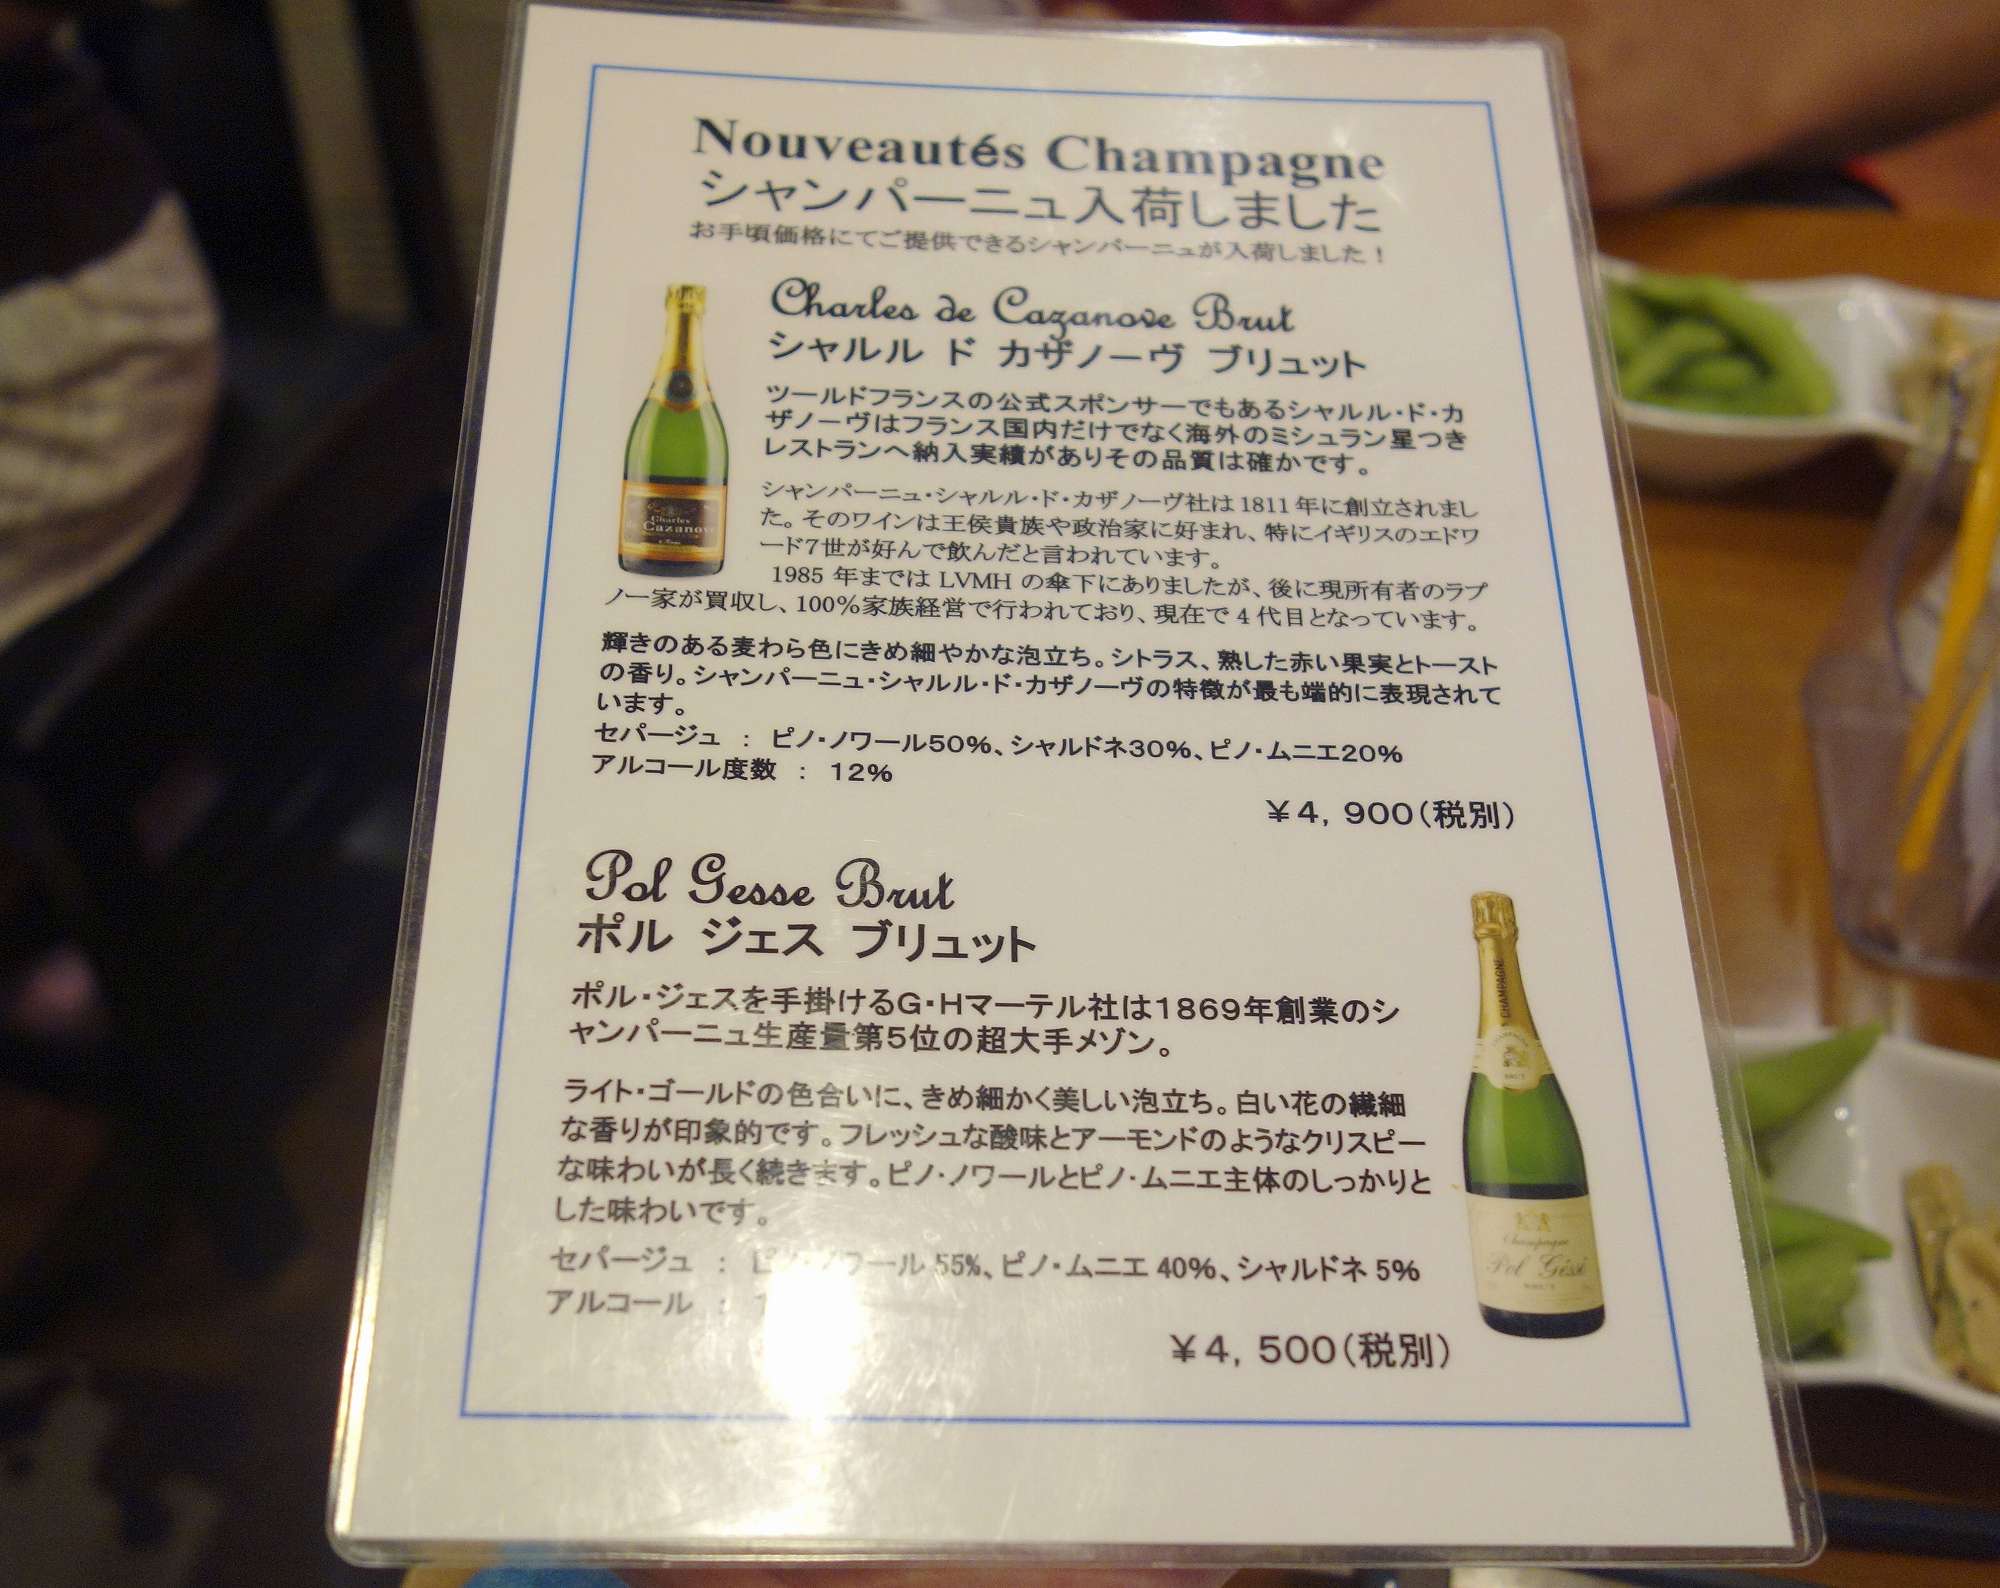 Nouveautés Champagne
シャンパーニュ入荷しました
お手頃価格にてご提供できるシャンパーニュが入荷しました！
Charles de Cazanove Brut
シャルル ド カザノーヴ ブリュット
ツールドフランスの公式スポンサーでもあるシャルル・ド・カ
ザノーヴはフランス国内だけでなく海外のミシュラン星つき
レストランへ納入実績がありその品質は確かです。
シャンパーニュ・シャルル・ド・カザノーヴ社は1811年に創立されまし
た。そのワインは王侯貴族や政治家に好まれ、特にイギリスのエドワ
ード7世が好んで飲んだと言われています。
1985 年までは LVMH の傘下にありましたが、後に現所有者のラプ
ノー家が買収し、100%家族経営で行われており、現在で 4 代目となっています。
Charles
de Cazanove
輝きのある麦わら色にきめ細やかな泡立ち。シトラス、熟した赤い果実とトースト
の香り。シャンパーニュ・シャルル・ド・カザノーヴの特徴が最も端的に表現されて
います。
セパージュ ： ピノ・ノワール50%、シャルドネ30%、ピノ・ムニエ20%
アルコール度数 ： 12%
￥4，900(税別)
Pol Gesse Brut
ポル ジェス ブリュット
ポル・ジェスを手掛けるG・Hマーテル社は1869年創業のシ
ャンパーニュ生産量第5位の超大手メゾン。
ライト・ゴールドの色合いに、きめ細かく美しい泡立ち。白い花の繊細
な香りが印象的です。フレッシュな酸味とアーモンドのようなクリスピー
な味わいが長く続きます。ピノ・ノワールとピノ・ムニエ主体のしっかりと
した味わいです。
セパージュ ： ピノ・ノワール 55%、ピノ・ムニエ 40%、シャルドネ 5%
アルコール ：
￥4，500(税別)
CHAMPAGNE
Champagne
Pol Géssé